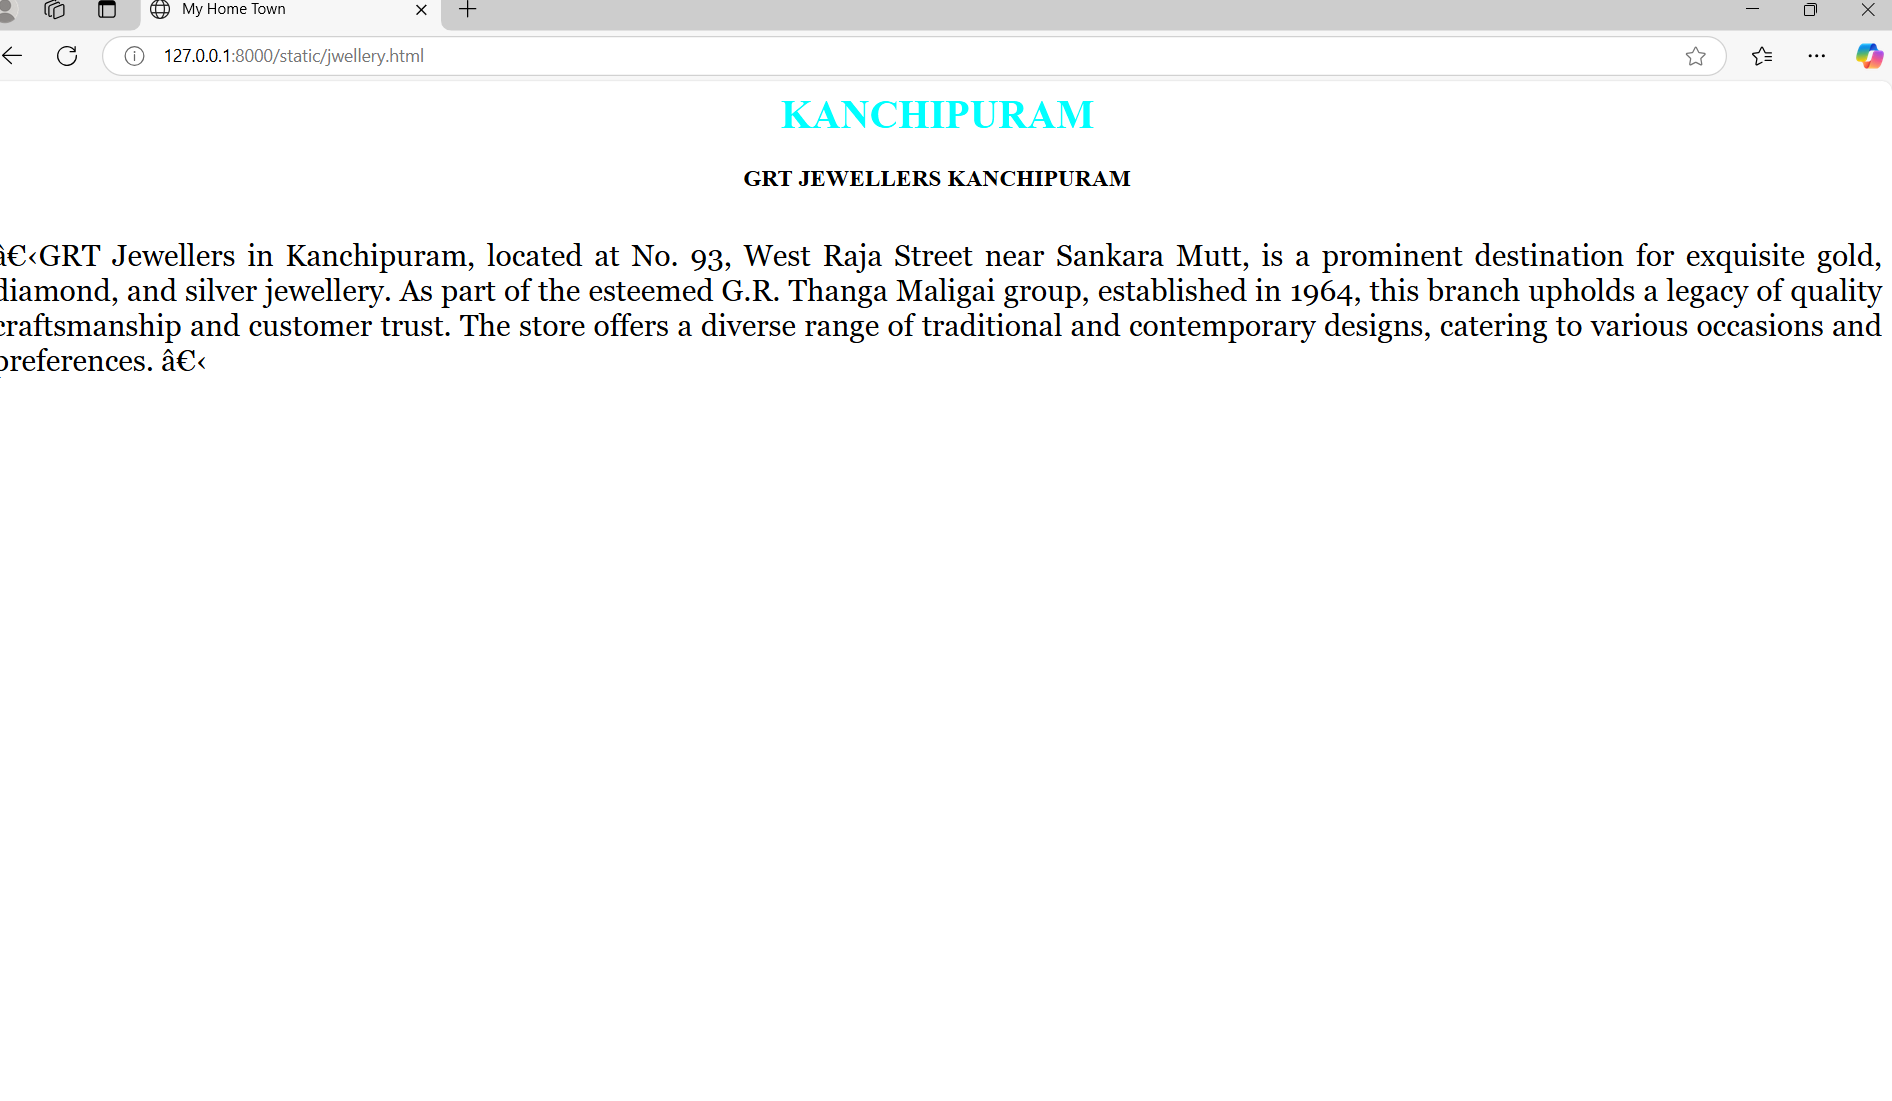 My Home Town
127.0.0.1:8000/static/jwellery.html
KANCHIPURAM
GRT JEWELLERS KANCHIPURAM
â€‹GRT Jewellers in Kanchipuram, located at No. 93, West Raja Street near Sankara Mutt, is a prominent destination for exquisite gold,
diamond, and silver jewellery. As part of the esteemed G.R. Thanga Maligai group, established in 1964, this branch upholds a legacy of quality
craftsmanship and customer trust. The store offers a diverse range of traditional and contemporary designs, catering to various occasions and
preferences. â€‹